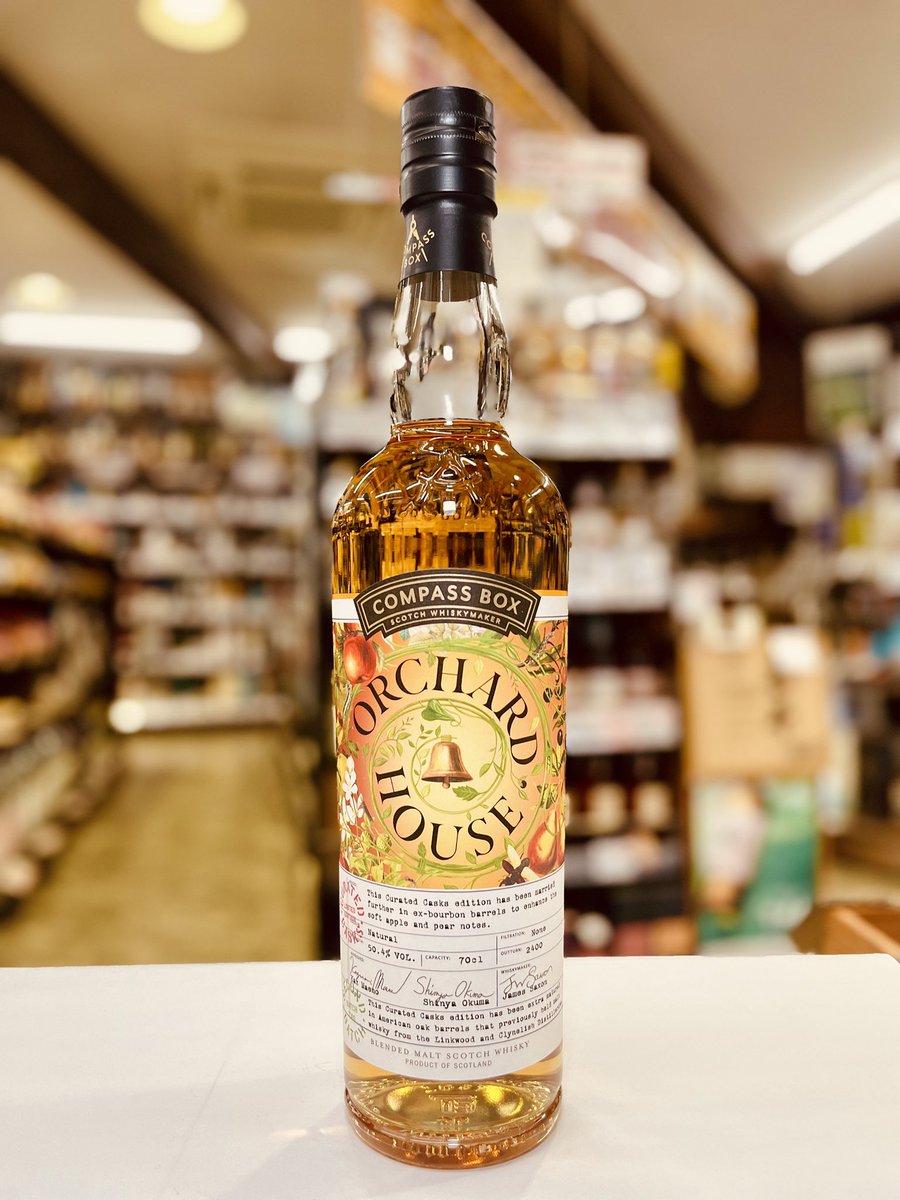 COMPASS
BOX
COMPASS BOX
SCOTCH WHISKYMAKER
ORCHARD
HOUSE
This Curated Casks edition has been married
further in ex-bourbon barrels to enhance the
soft apple and pear notes.
Natural
FILTRATION: None
50.4% VOL.
CAPACITY: 70cl
OUTTURN: 2400
WHISKYMAKER
Shinya Okuma
Maeno
Shinya Okuma
James Saxon
This Curated Casks edition has been extra matured
in American oak barrels that previously held
whisky from the Linkwood and Clynelish
BLENDED MALT SCOTCH WHISKY
PRODUCT OF SCOTLAND